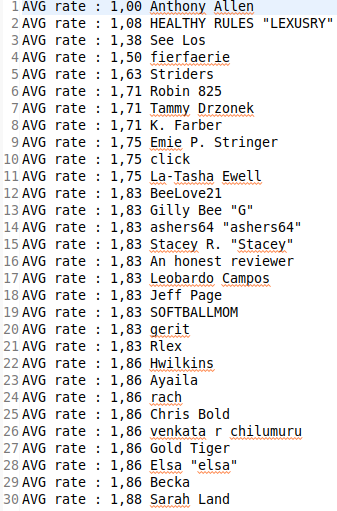 1 AVG rate : 1,00 Anthony Allen
2 AVG rate : 1,08 HEALTHY RULES "LEXUSRY"
3 AVG rate : 1,38 See Los
4 AVG rate : 1,50 fierfaerie
5 AVG rate : 1,63 Striders
6 AVG rate : 1,71 Robin 825
7 AVG rate : 1,71 Tammy Drzonek
8 AVG rate : 1,71 K. Farber
9 AVG rate : 1,75 Emie P. Stringer
10 AVG rate : 1,75 click
11 AVG rate : 1,75 La-Tasha Ewell
12 AVG rate : 1,83 BeeLove21
13 AVG rate : 1,83 Gilly Bee "G"
14 AVG rate : 1,83 ashers64 "ashers64"
15 AVG rate : 1,83 Stacey R. "Stacey"
16 AVG rate : 1,83 An honest reviewer
17 AVG rate : 1,83 Leobardo Campos
18 AVG rate : 1,83 Jeff Page
19 AVG rate : 1,83 SOFTBALLMOM
20 AVG rate : 1,83 gerit
21 AVG rate : 1,83 Rlex
22 AVG rate : 1,86 Hwilkins
23 AVG rate : 1,86 Ayaila
24 AVG rate : 1,86 rach
25 AVG rate : 1,86 Chris Bold
26 AVG rate : 1,86 venkata r chilumuru
27 AVG rate : 1,86 Gold Tiger
28 AVG rate : 1,86 Elsa "elsa"
29 AVG rate : 1,86 Becka
30 AVG rate : 1,88 Sarah Land